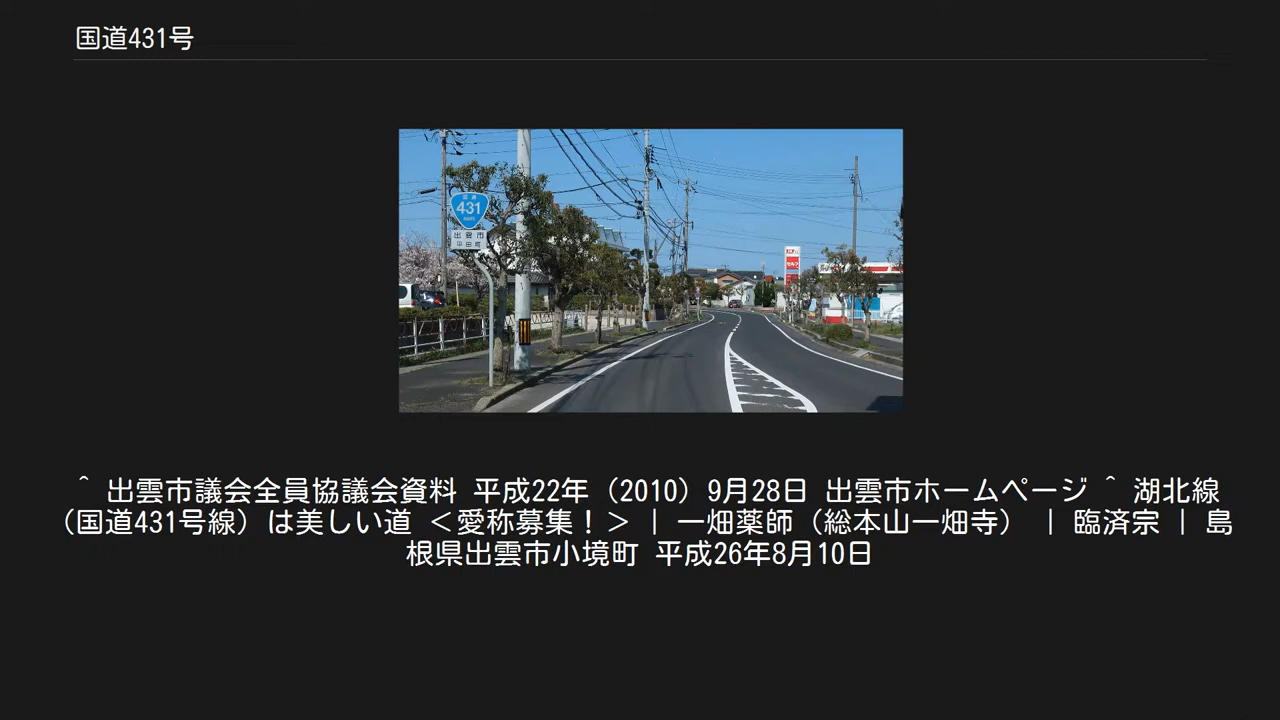 国道431号
国道
431
出雲市
平田町
^ 出雲市議会全員協議会資料 平成22年（2010）9月28日 出雲市ホームページ ^ 湖北線
（国道431号線）は美しい道 ＜愛称募集！＞ | 一畑薬師（総本山一畑寺） | 臨済宗 | 島
根県出雲市小境町 平成26年8月10日